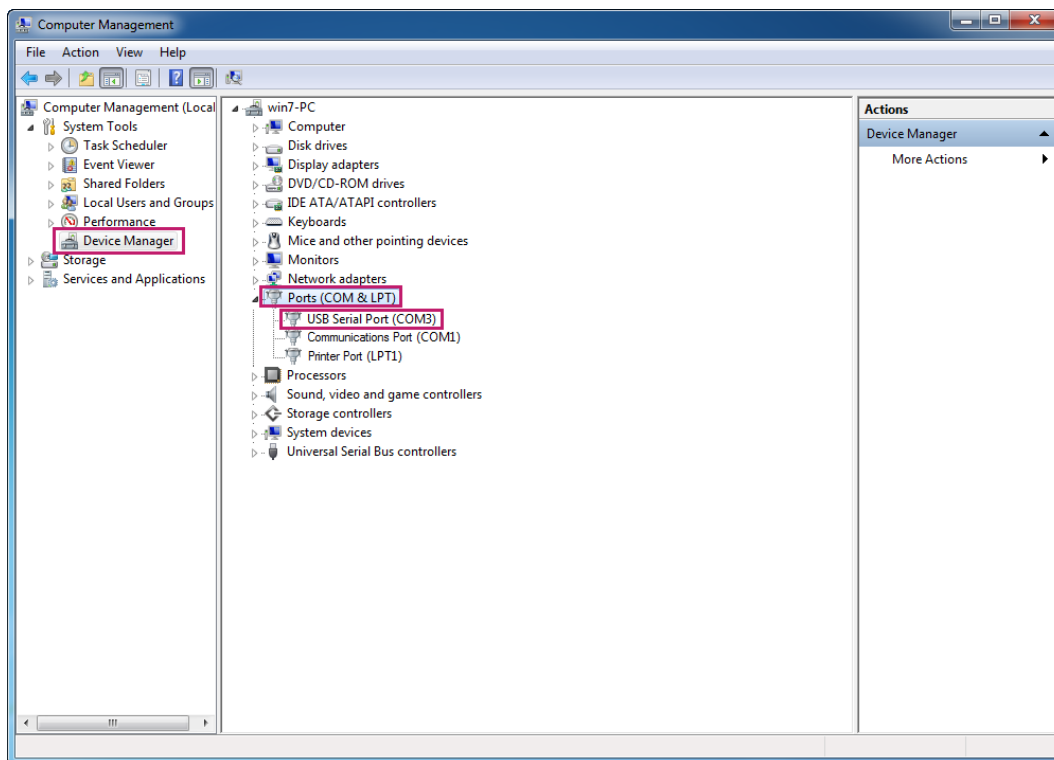 Computer Management
File Action View Help
Computer Management (Local
System Tools
Task Scheduler
Event Viewer
Shared Folders
Local Users and Groups
Performance
Device Manager
Storage
Services and Applications
win7-PC
Computer
Disk drives
Display adapters
DVD/CD-ROM drives
IDE ATA/ATAPI controllers
Keyboards
Mice and other pointing devices
Monitors
Network adapters
Ports (COM & LPT)
USB Serial Port (COM3)
Communications Port (COM1)
Printer Port (LPT1)
Processors
Sound, video and game controllers
Storage controllers
System devices
Universal Serial Bus controllers
Actions
Device Manager
More Actions